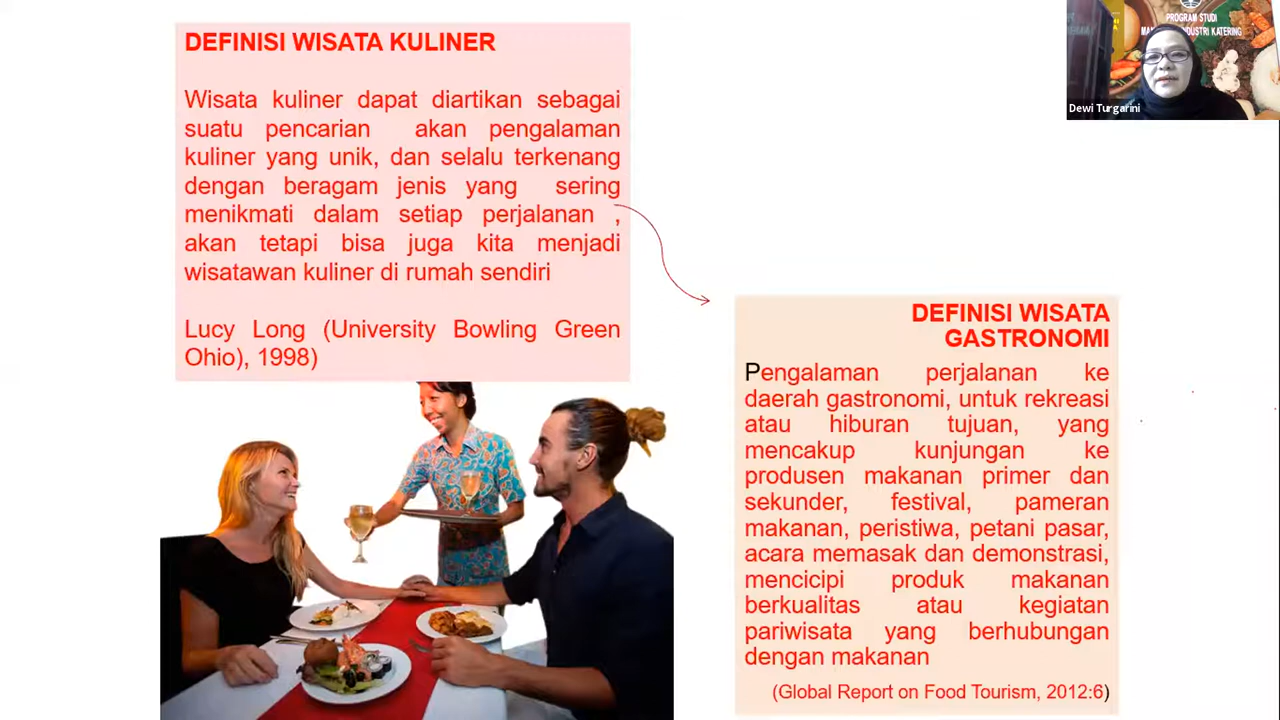 DEFINISI WISATA KULINER
Wisata kuliner dapat diartikan sebagai
suatu pencarian akan pengalaman
kuliner yang unik, dan selalu terkenang
dengan beragam jenis yang sering
menikmati dalam setiap perjalanan ,
akan tetapi bisa juga kita menjadi
wisatawan kuliner di rumah sendiri
Lucy Long (University Bowling Green
Ohio), 1998)
DEFINISI WISATA
GASTRONOMI
Pengalaman perjalanan ke
daerah gastronomi, untuk rekreasi
atau hiburan tujuan, yang
mencakup kunjungan ke
produsen makanan primer dan
sekunder, festival, pameran
makanan, peristiwa, petani pasar,
acara memasak dan demonstrasi,
mencicipi produk makanan
berkualitas atau kegiatan
pariwisata yang berhubungan
dengan makanan
(Global Report on Food Tourism, 2012:6)
PROGRAM STUDI
INDUSTRI KATERING
Dewi Turgarini